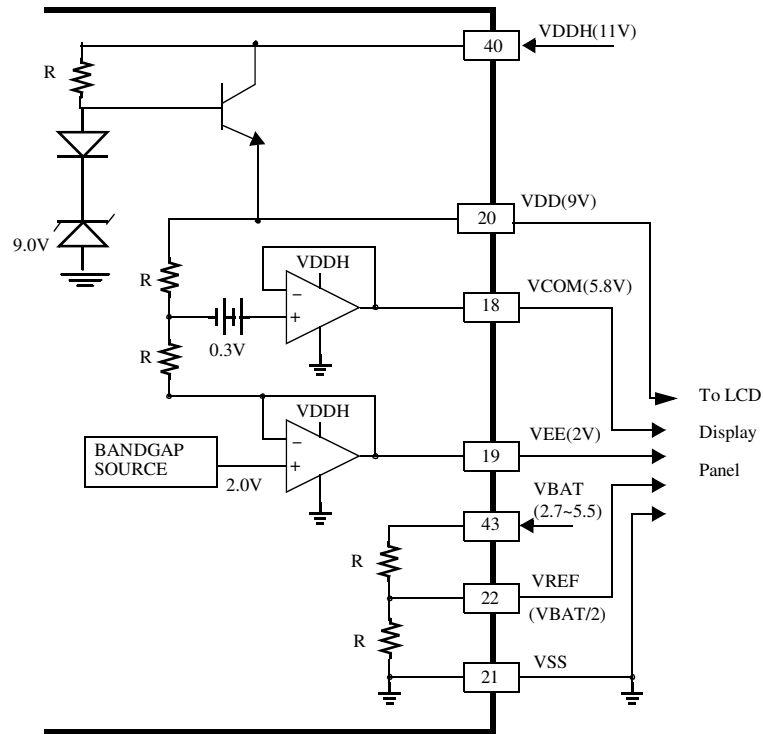 40
VDDH(11V)
R
20
VDD(9V)
9.0V
R
VDDH
−
+
18
VCOM(5.8V)
0.3V
R
To LCD
Display
Panel
VDDH
−
+
BANDGAP
SOURCE
2.0V
19
VEE(2V)
VBAT
(2.7~5.5)
43
R
22
VREF
(VBAT/2)
R
21
VSS